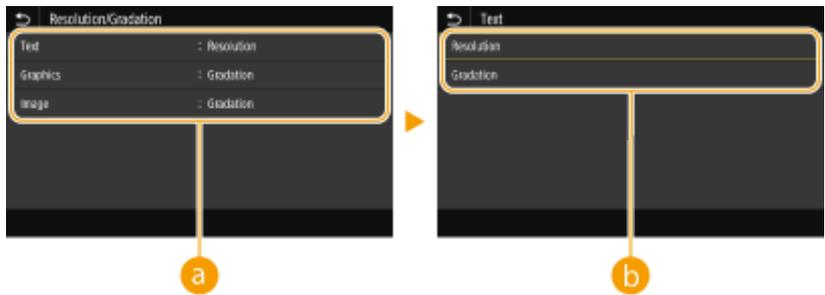 Resolution/Gradation
Text : Resolution
Graphics : Gradation
Image : Gradation
a
Text
Resolution
Gradation
b